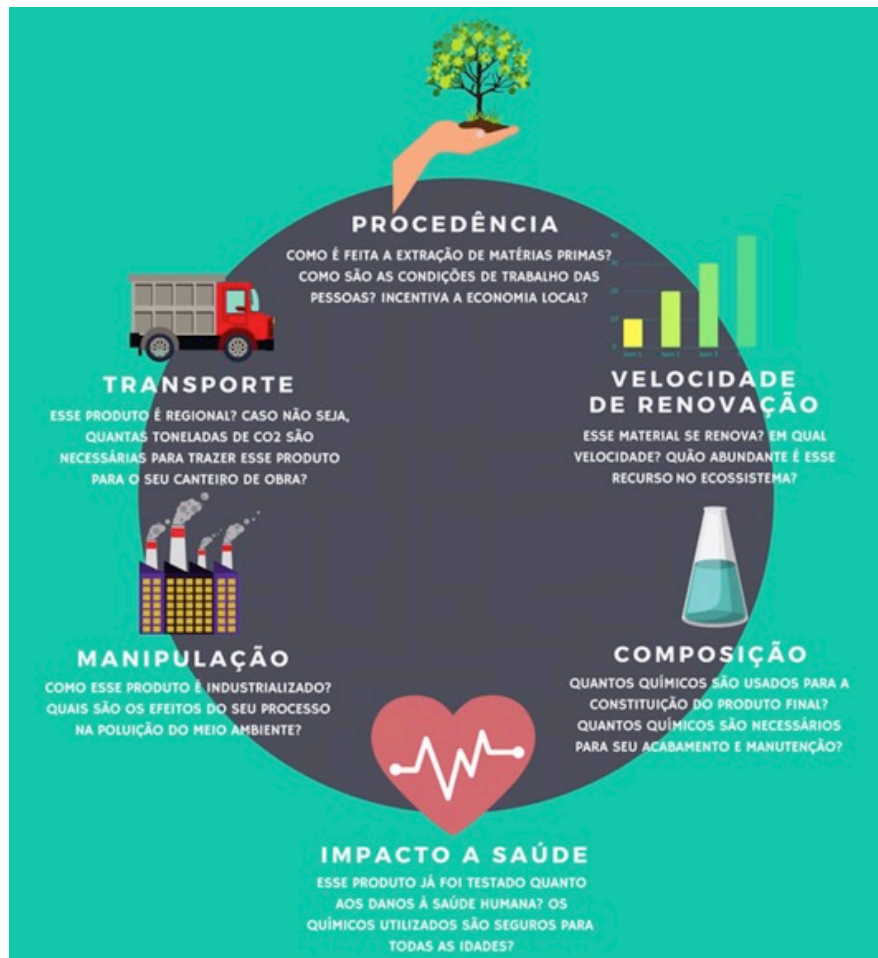 PROCEDÊNCIA
COMO É FEITA A EXTRAÇÃO DE MATÉRIAS PRIMAS?
COMO SÃO AS CONDIÇÕES DE TRABALHO DAS
PESSOAS? INCENTIVA A ECONOMIA LOCAL?
VELOCIDADE
DE RENOVAÇÃO
ESSE MATERIAL SE RENOVA? EM QUAL
VELOCIDADE? QUÃO ABUNDANTE É ESSE
RECURSO NO ECOSSISTEMA?
COMPOSIÇÃO
QUANTOS QUÍMICOS SÃO USADOS PARA A
CONSTITUIÇÃO DO PRODUTO FINAL?
QUANTOS QUÍMICOS SÃO NECESSÁRIOS
PARA SEU ACABAMENTO E MANUTENÇÃO?
IMPACTO A SAÚDE
ESSE PRODUTO JÁ FOI TESTADO QUANTO
AOS DANOS À SAÚDE HUMANA? OS
QUÍMICOS UTILIZADOS SÃO SEGUROS PARA
TODAS AS IDADES?
MANIPULAÇÃO
COMO ESSE PRODUTO É INDUSTRIALIZADO?
QUAIS SÃO OS EFEITOS DO SEU PROCESSO
NA POLUIÇÃO DO MEIO AMBIENTE?
TRANSPORTE
ESSE PRODUTO É REGIONAL? CASO NÃO SEJA,
QUANTAS TONELADAS DE CO2 SÃO
NECESSÁRIAS PARA TRAZER ESSE PRODUTO
PARA O SEU CANTEIRO DE OBRA?